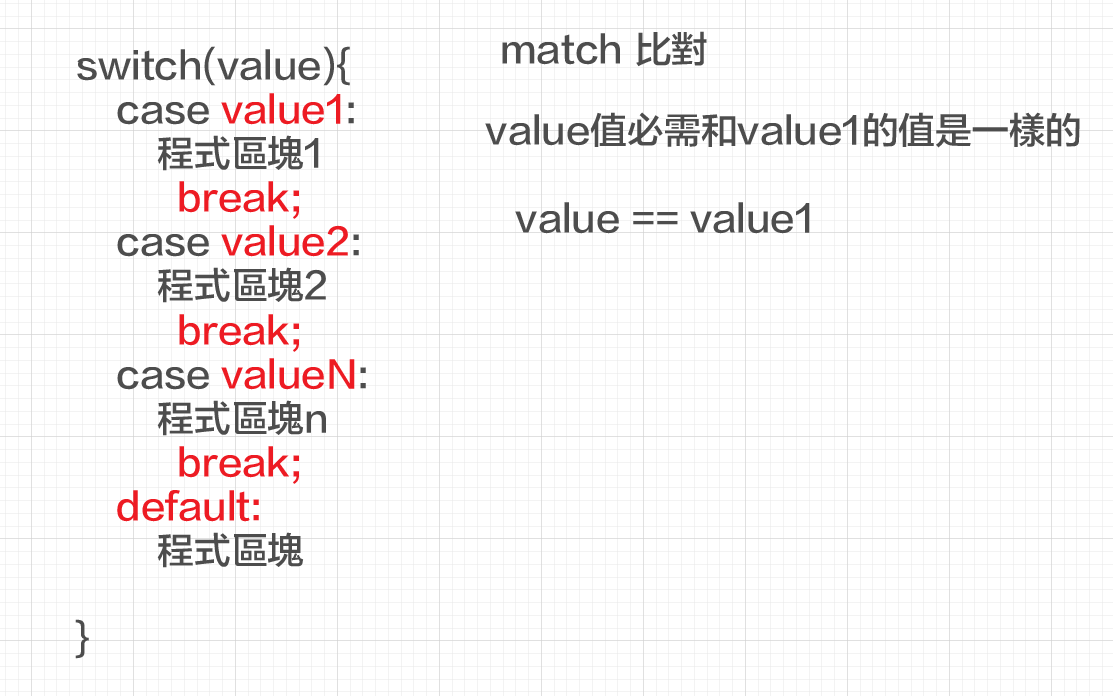 switch(value){
case value1:
程式區塊1
break;
case value2:
程式區塊2
break;
case valueN:
程式區塊n
break;
default:
程式區塊
}
match 比對
value值必需和value1的值是一樣的
value == value1